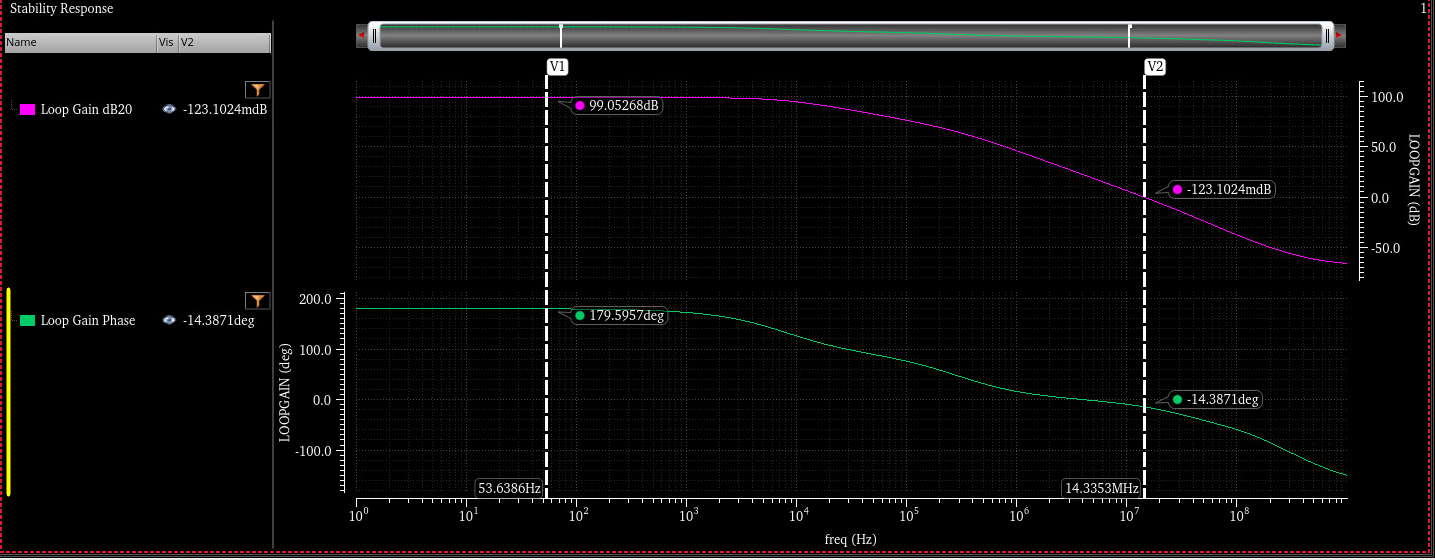 Stability Response
1
Name Vis V2
Loop Gain dB20 -123.1024mdB
Loop Gain Phase -14.3871deg
V1
V2
99.05268dB
-123.1024mdB
100.0
50.0
0.0
-50.0
LOOPGAIN (dB)
200.0
100.0
0.0
-100.0
LOOPGAIN (deg)
179.5957deg
-14.3871deg
53.6386Hz
14.3353MHz
10⁰ 10¹ 10² 10³ 10⁴ 10⁵ 10⁶ 10⁷ 10⁸
freq (Hz)